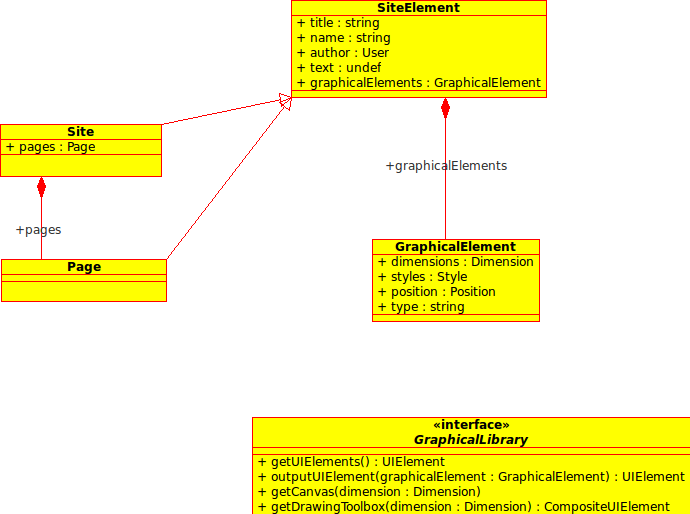 SiteElement
+ title : string
+ name : string
+ author : User
+ text : undef
+ graphicalElements : GraphicalElement
Site
+ pages : Page
+graphicalElements
+pages
Page
GraphicalElement
+ dimensions : Dimension
+ styles : Style
+ position : Position
+ type : string
«interface»
GraphicalLibrary
+ getUIElements() : UIElement
+ outputUIElement(graphicalElement : GraphicalElement) : UIElement
+ getCanvas(dimension : Dimension)
+ getDrawingToolbox(dimension : Dimension) : CompositeUIElement